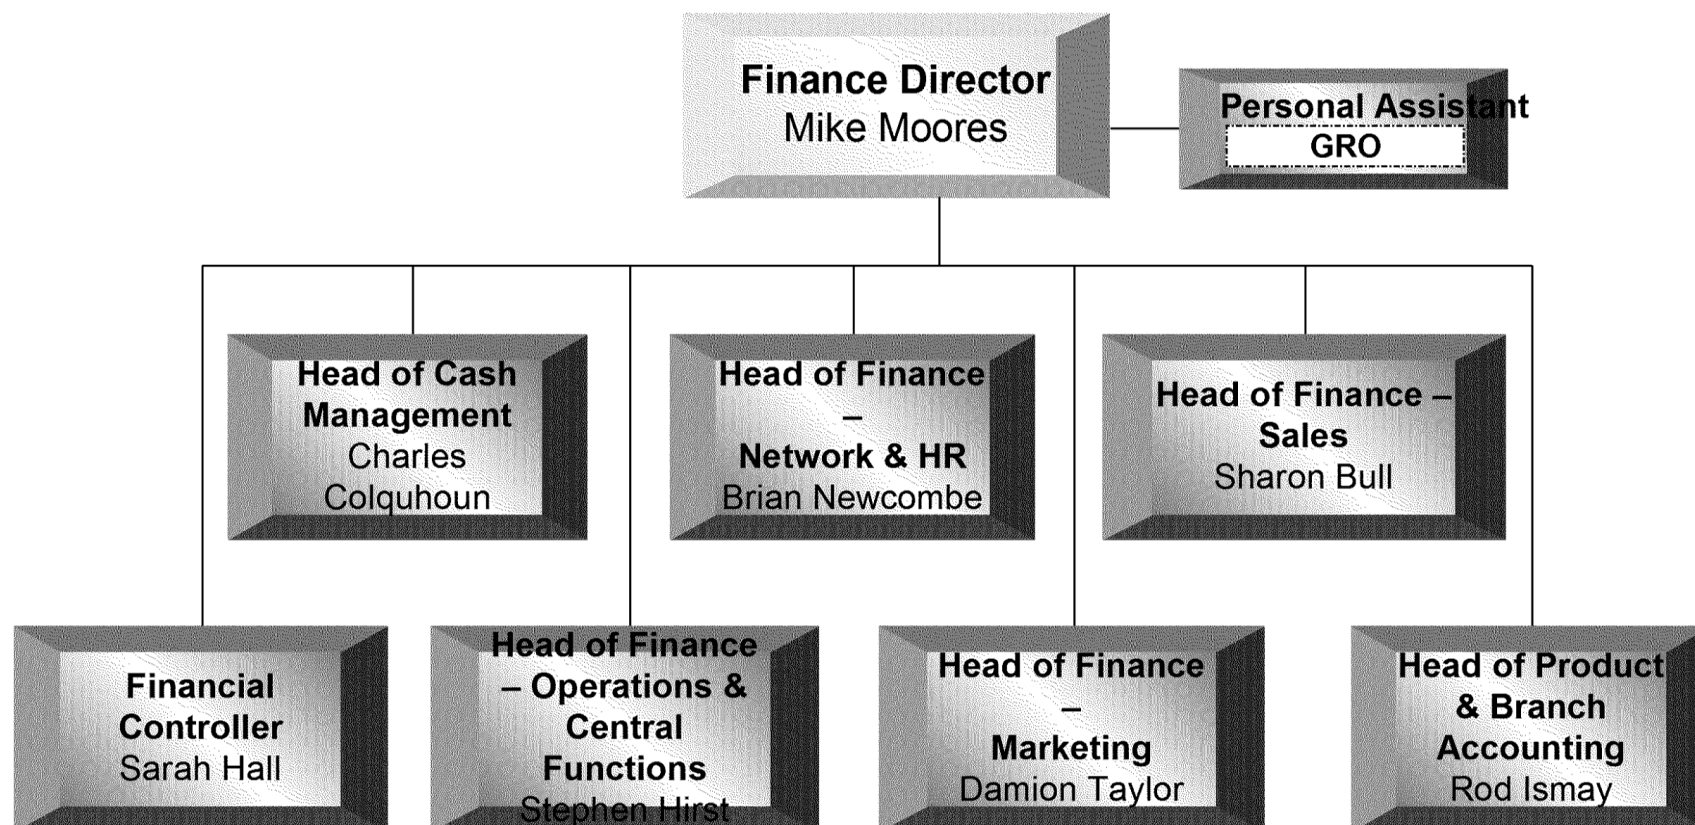 Finance Director
Mike Moores
Personal Assistant
GRO
Head of Cash
Management
Charles
Colquhoun
Head of Finance
–
Network & HR
Brian Newcombe
Head of Finance –
Sales
Sharon Bull
Financial
Controller
Sarah Hall
Head of Finance
– Operations &
Central
Functions
Stephen Hirst
Head of Finance
–
Marketing
Damion Taylor
Head of Product
& Branch
Accounting
Rod Ismay